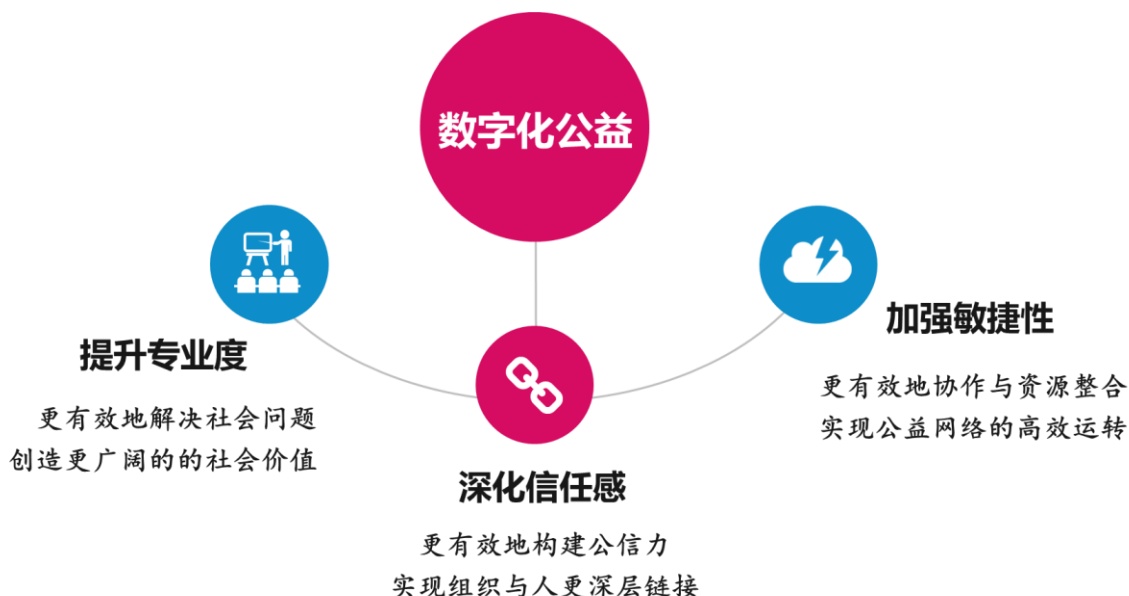 数字化公益
提升专业度
更有效地解决社会问题
创造更广阔的的社会价值
深化信任感
更有效地构建公信力
实现组织与人更深层链接
加强敏捷性
更有效地协作与资源整合
实现公益网络的高效运转